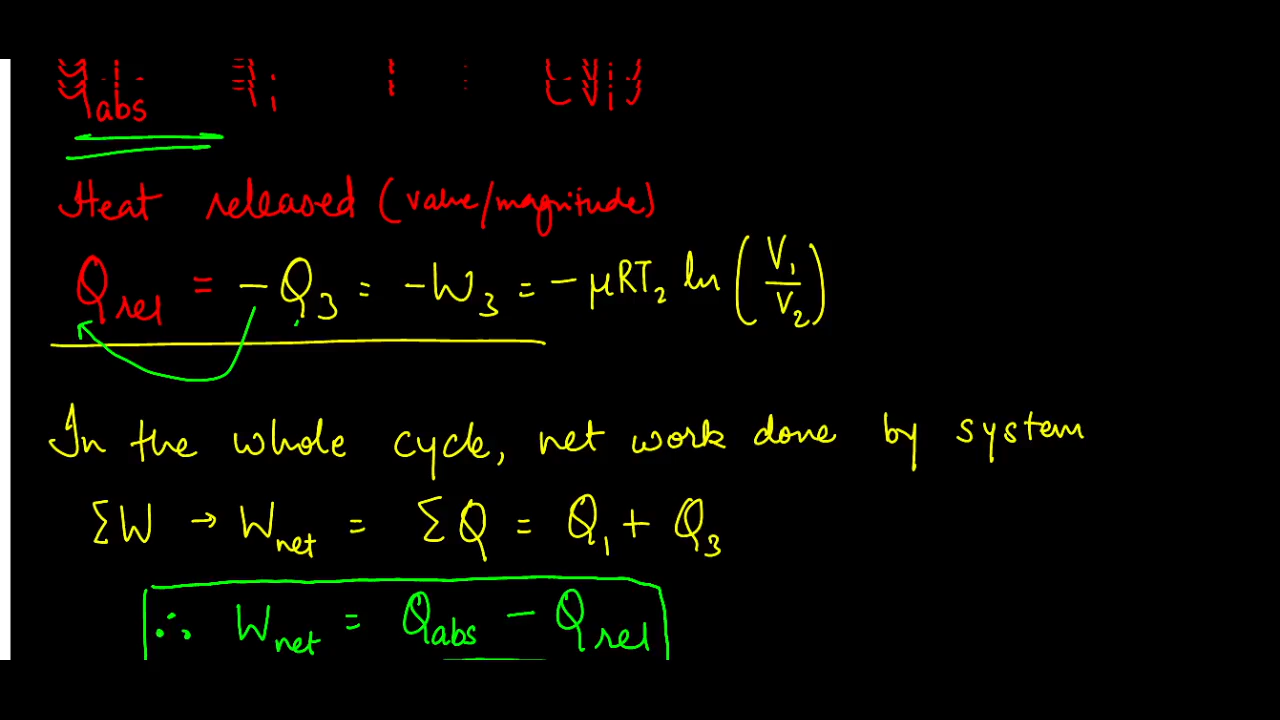 Qabs
Heat released (value/magnitude)
Qrel = -Q3 = -W3 = -μRT2 ln (V1/V2)
In the whole cycle, net work done by system
ΣW → Wnet = ΣQ = Q1 + Q3
∴ Wnet = Qabs - Qrel